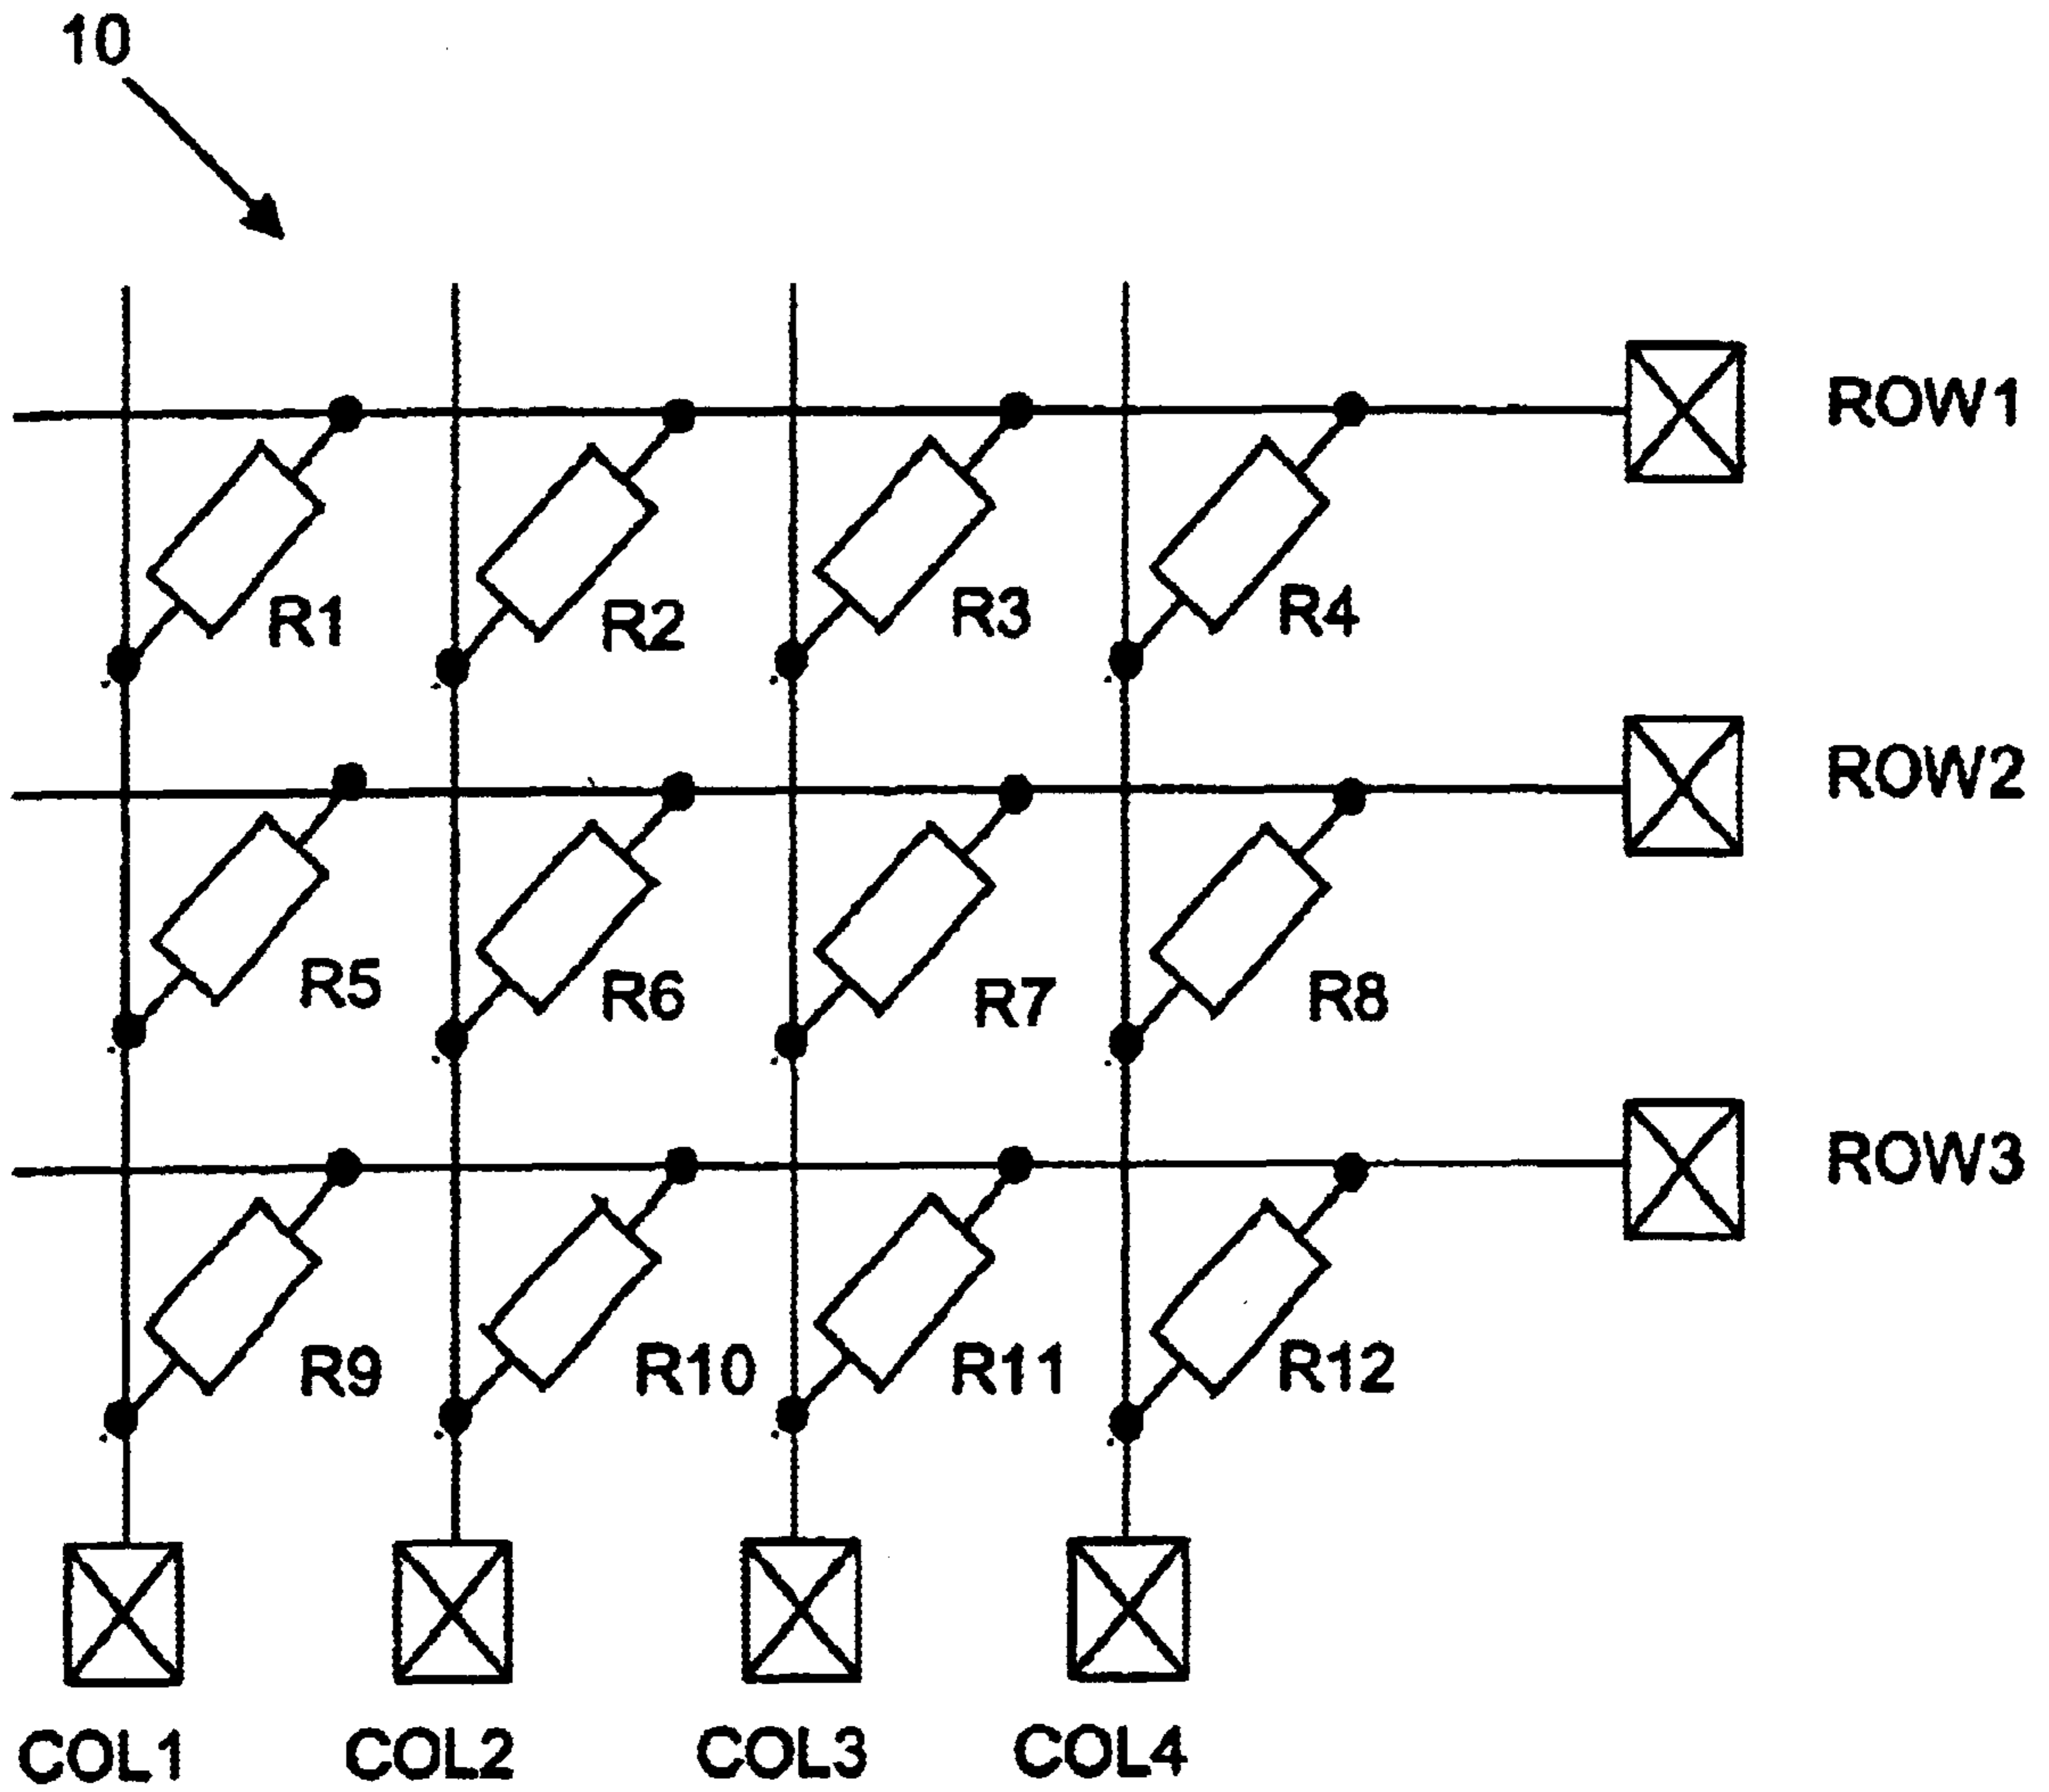 10
ROW1
R1 R2 R3 R4
ROW2
R5 R6 R7 R8
ROW3
R9 R10 R11 R12
COL1 COL2 COL3 COL4